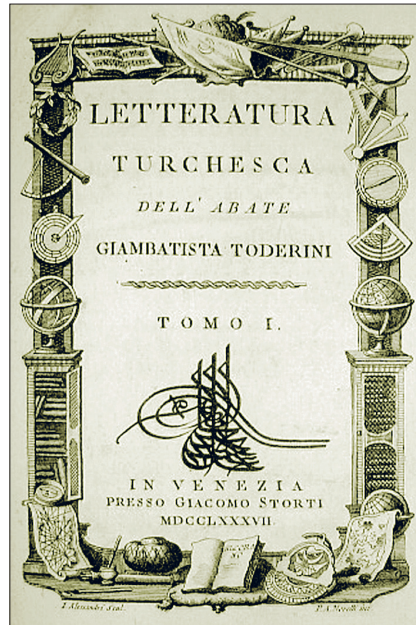 LETTERATURA
TURCHESCA
DELL' ABATE
GIAMBATISTA TODERINI
TOMO I.
IN VENEZIA
PRESSO GIACOMO STORTI
MDCCLXXXVII